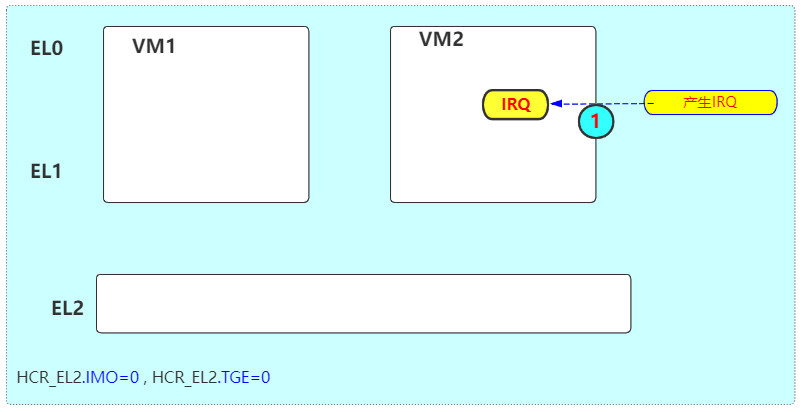 EL0
VM1
VM2
IRQ
产生IRQ
1
EL1
EL2
HCR_EL2.IMO=0 , HCR_EL2.TGE=0